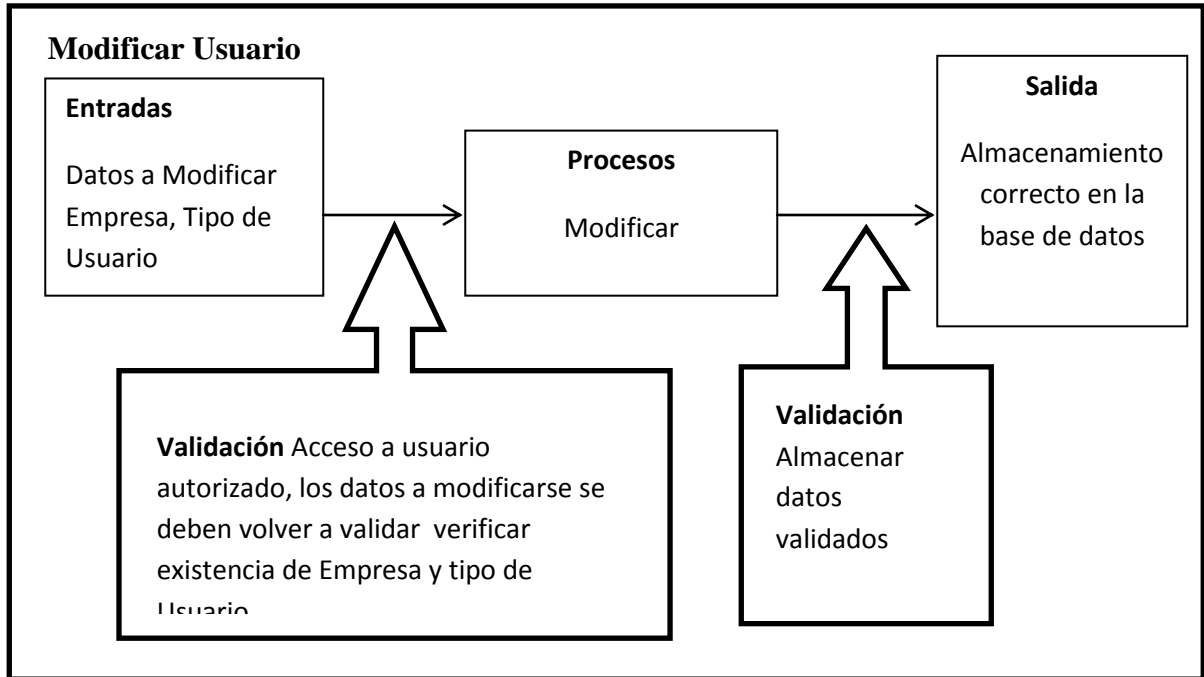 Modificar Usuario
Entradas
Datos a Modificar
Empresa, Tipo de
Usuario
Procesos
Modificar
Salida
Almacenamiento
correcto en la
base de datos
Validación Acceso a usuario
autorizado, los datos a modificarse se
deben volver a validar  verificar
existencia de Empresa y tipo de
Usuario
Validación
Almacenar
datos
validados